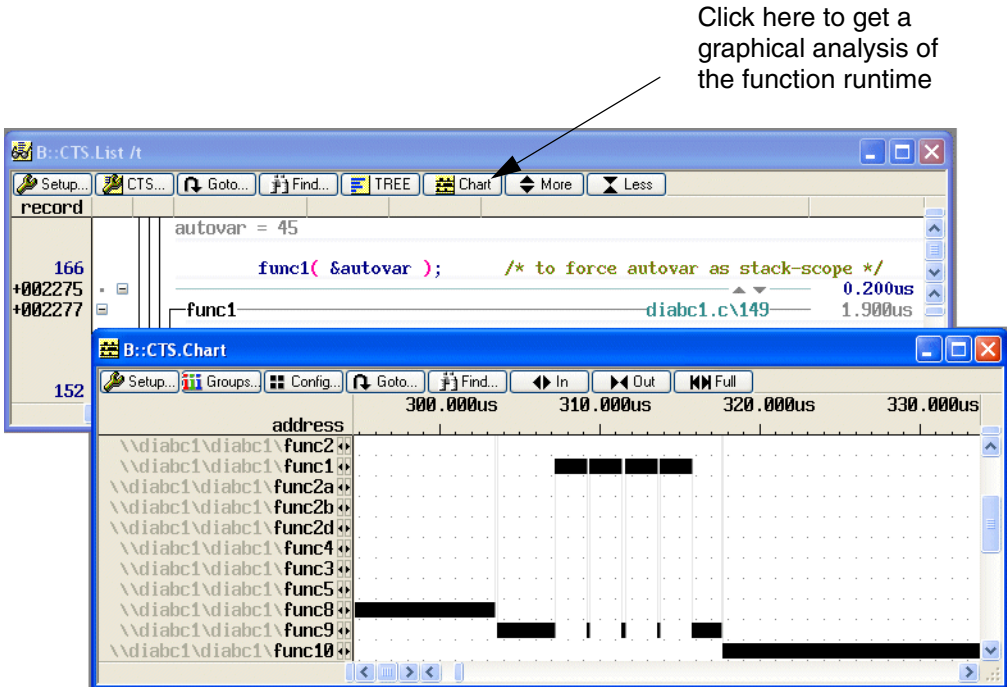 Click here to get a
graphical analysis of
the function runtime
B::CTS.List /t
Setup... CTS... Goto... Find... TREE Chart More Less
record
autovar = 45
166 func1( &autovar ); /* to force autovar as stack-scope */
+002275 0.200us
+002277 func1 diabc1.c\149 1.900us
152
B::CTS.Chart
Setup... Groups... Config... Goto... Find... In Out Full
300.000us 310.000us 320.000us 330.000us
address
\\diabc1\diabc1\func2
\\diabc1\diabc1\func1
\\diabc1\diabc1\func2a
\\diabc1\diabc1\func2b
\\diabc1\diabc1\func2d
\\diabc1\diabc1\func4
\\diabc1\diabc1\func3
\\diabc1\diabc1\func5
\\diabc1\diabc1\func8
\\diabc1\diabc1\func9
\\diabc1\diabc1\func10